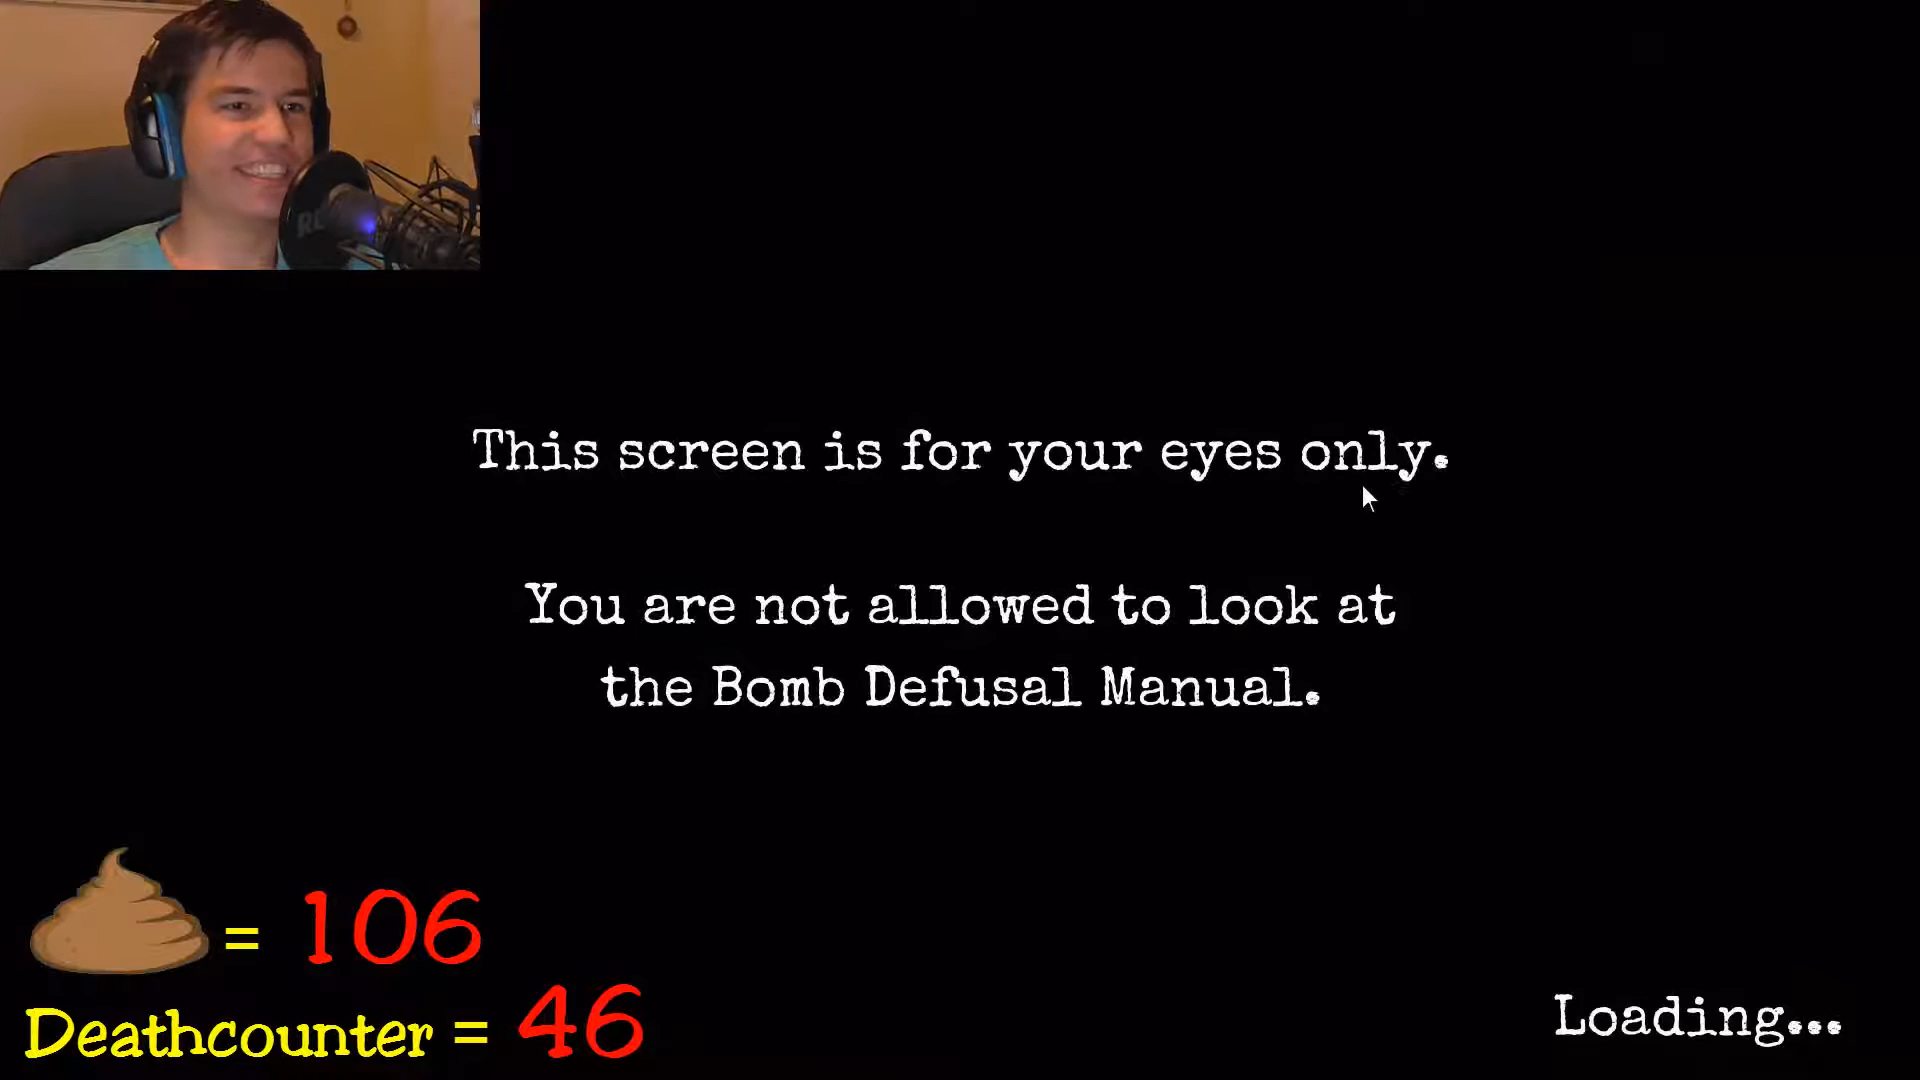 This screen is for your eyes only.
You are not allowed to look at
the Bomb Defusal Manual.
= 106
Deathcounter = 46
Loading...